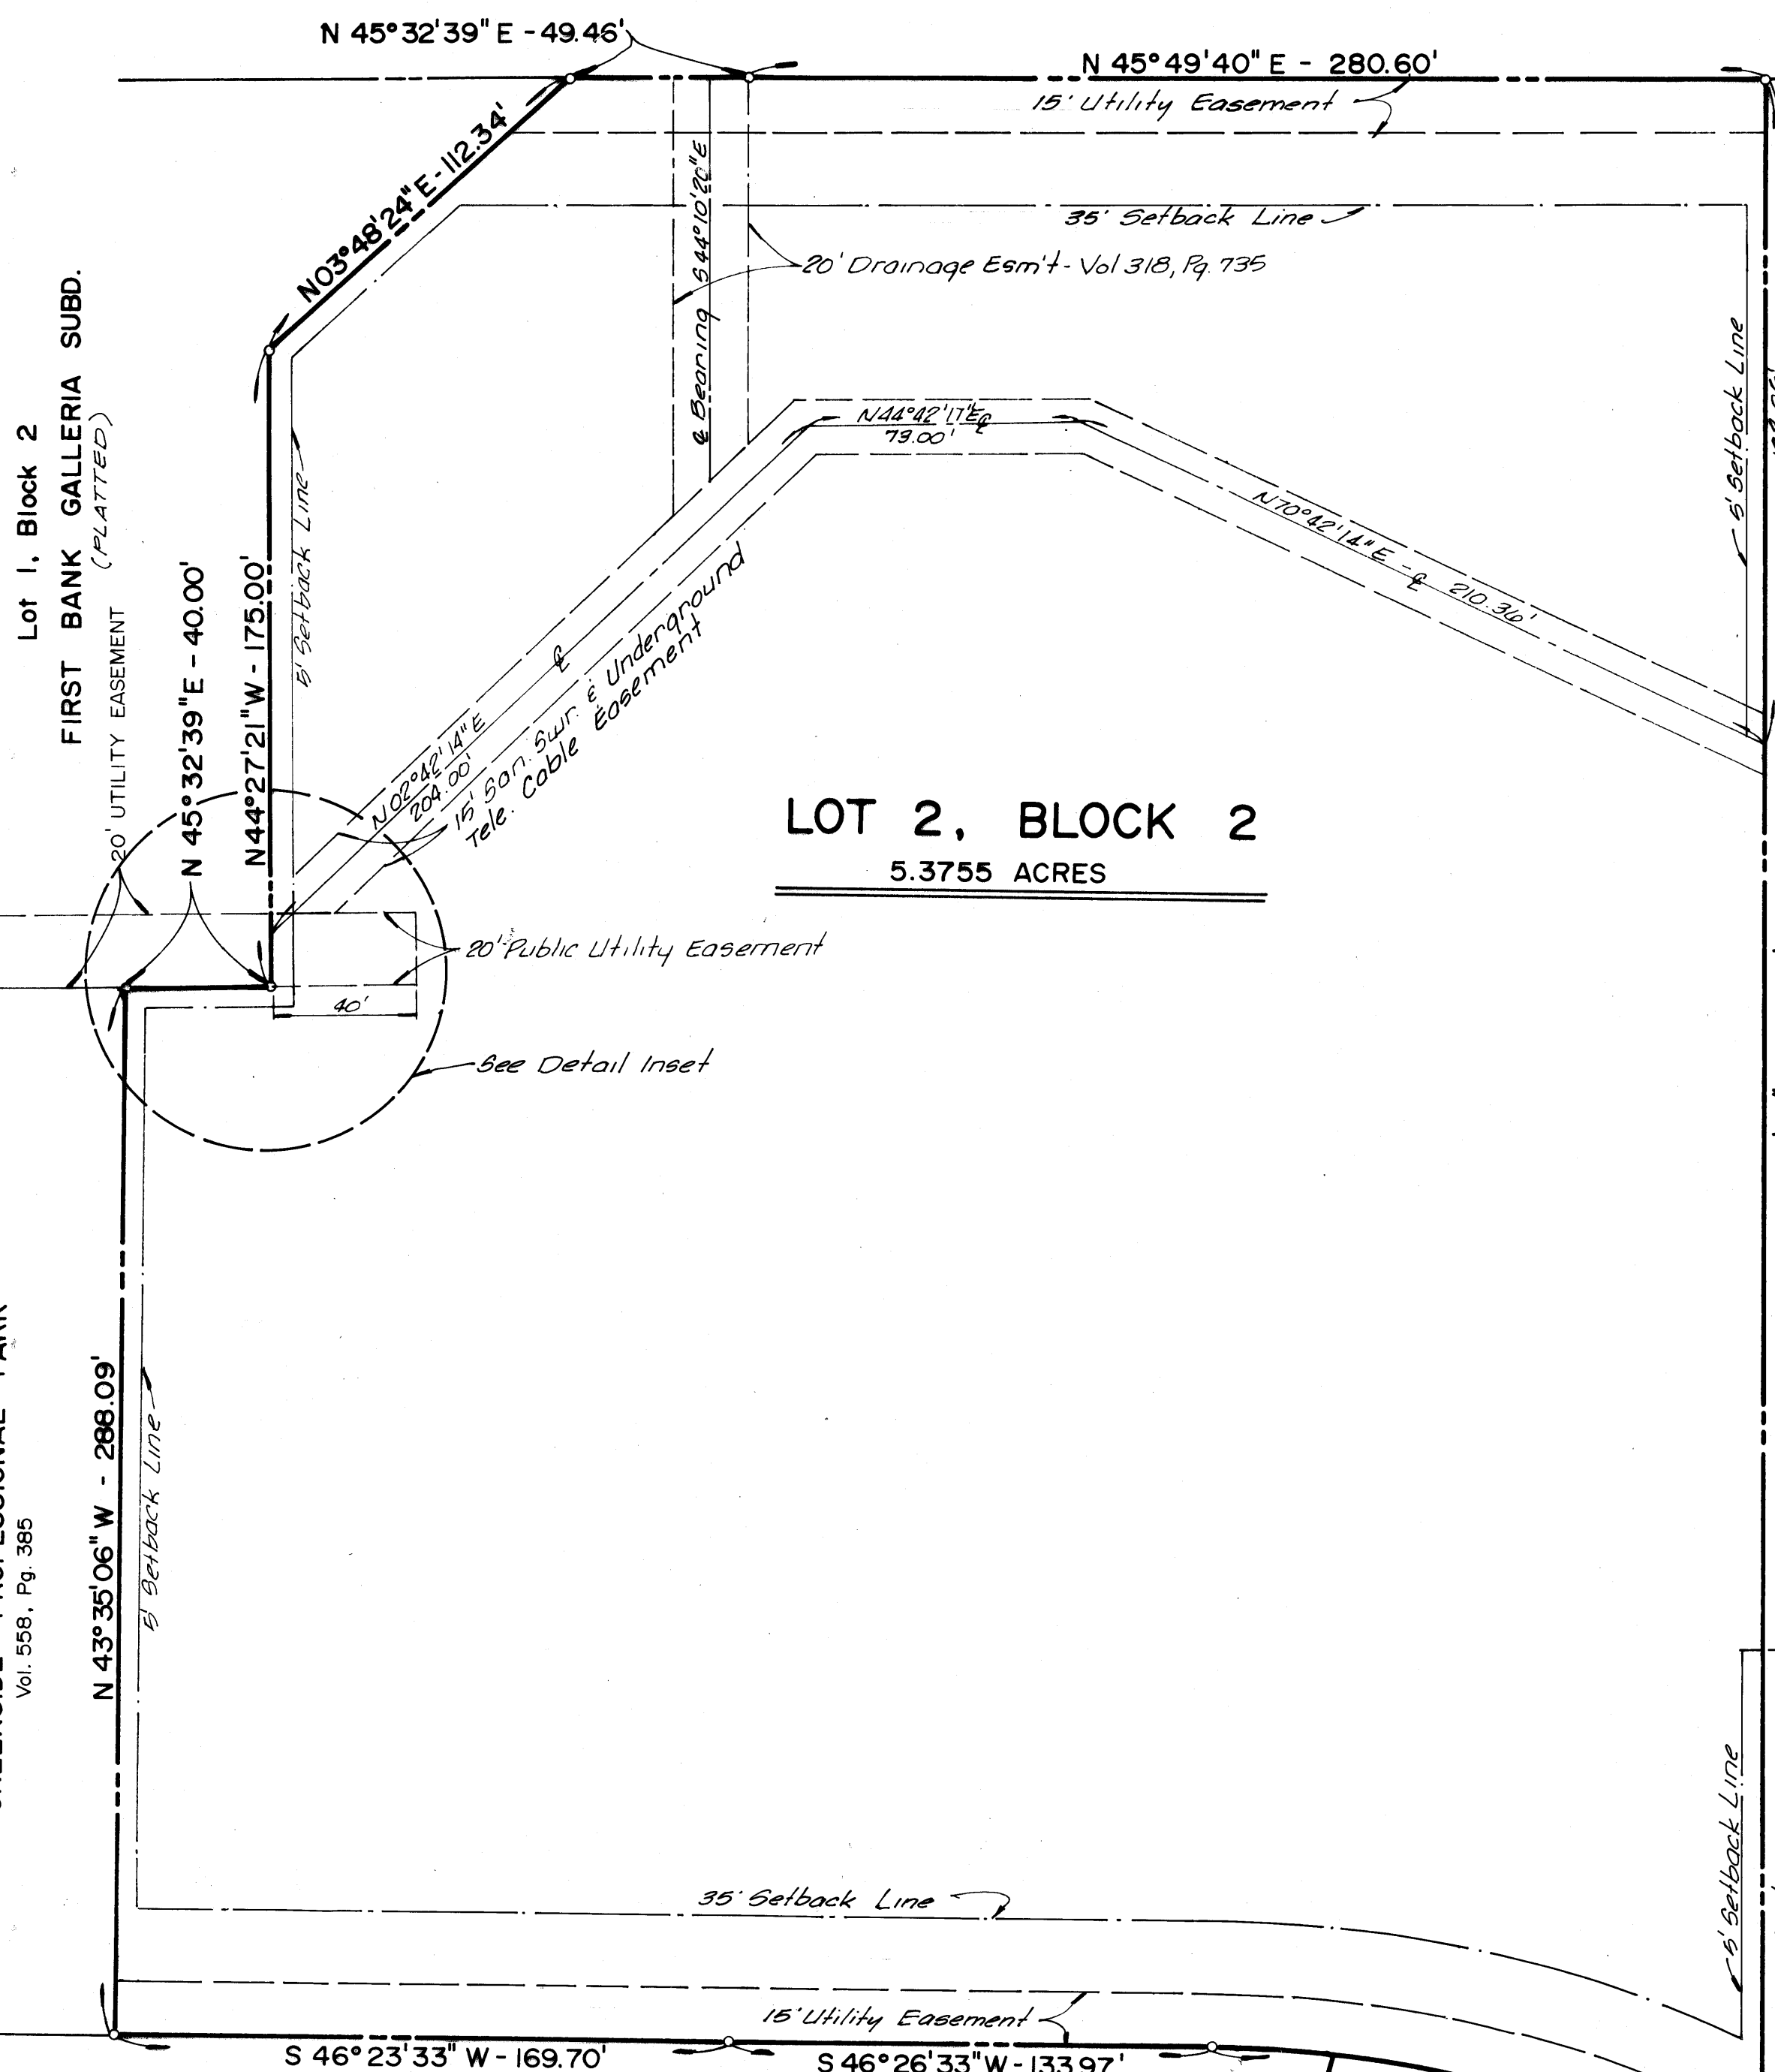 N 45°32'39" E - 49.46'
N 45°49'40" E - 280.60'
15' Utility Easement
N03°48'24" E - 112.34'
35' Setback Line
20' Drainage Esm't - Vol 318, Pg. 735
℄ Bearing S44°10'20"E
5' Setback Line
Lot 1, Block 2
FIRST BANK GALLERIA SUBD.
(PLATTED)
20' UTILITY EASEMENT
N 45°32'39"E - 40.00'
N44°27'21"W - 175.00'
5' Setback Line
N44°42'17"E ℄
79.00'
N70°42'14" E - ℄ 210.36'
℄
N 02°42'14" E
204.00'
15' San. Swr. & Underground
Tele. Cable Easement
LOT 2, BLOCK 2
5.3755 ACRES
20' Public Utility Easement
40'
See Detail Inset
Vol. 558, Pg. 385
N 43°35'06" W - 288.09'
5' Setback Line
35' Setback Line
5' Setback Line
15' Utility Easement
S 46°23'33" W - 169.70'
S 46°26'33" W - 133.97'